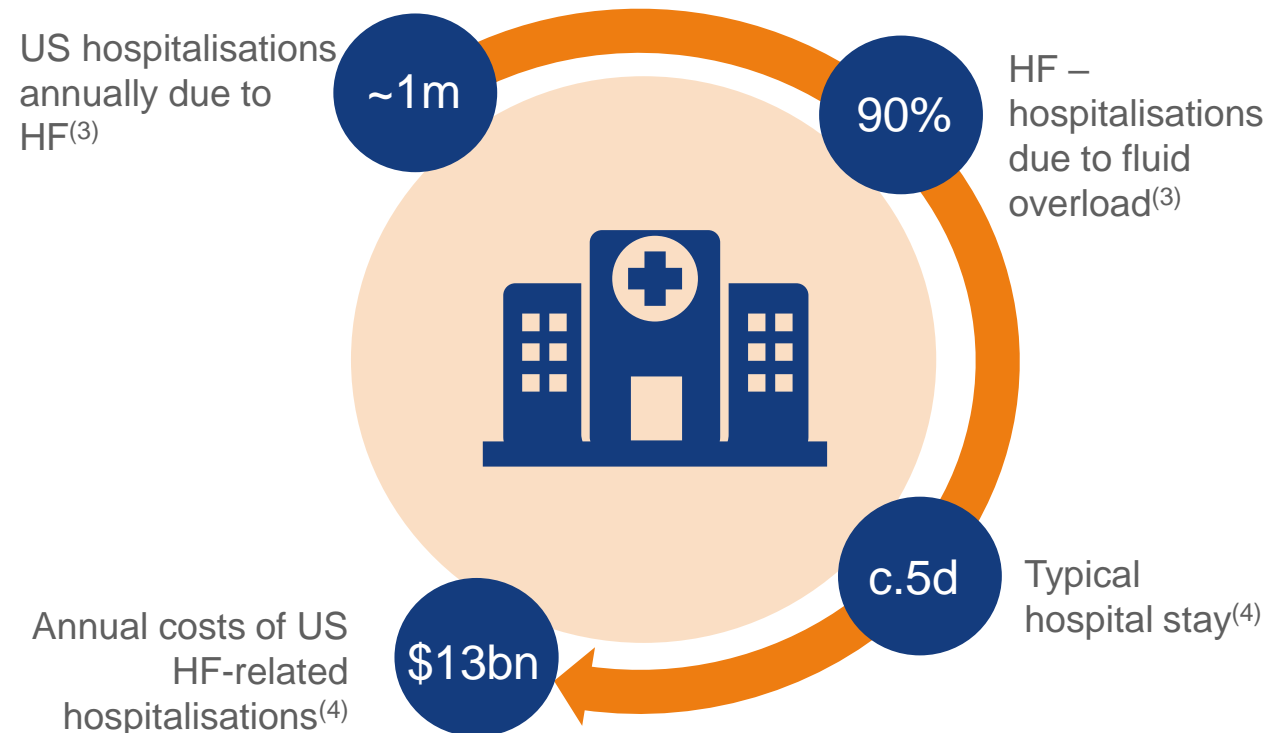 US hospitalisations
annually due to
HF(3)
~1m
90%
HF –
hospitalisations
due to fluid
overload(3)
c.5d
Typical
hospital stay(4)
$13bn
Annual costs of US
HF-related
hospitalisations(4)